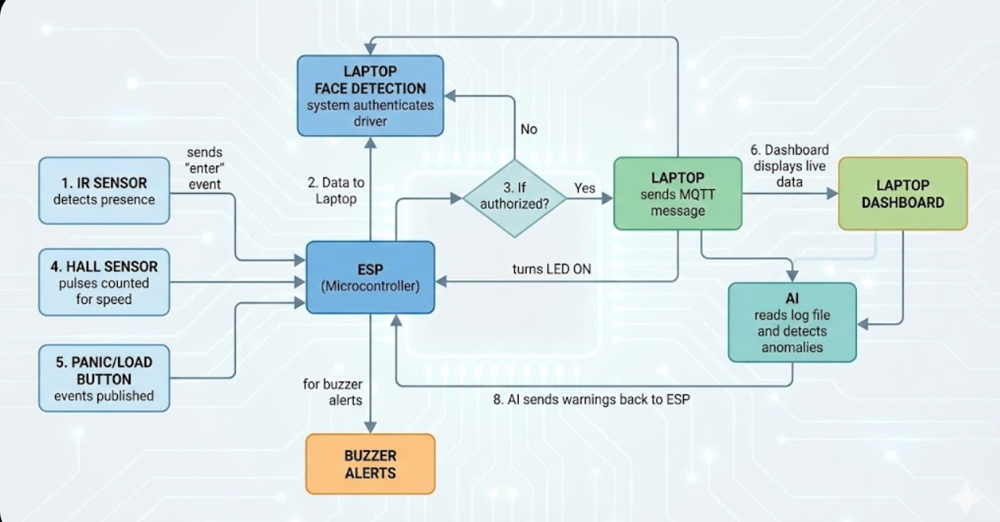 LAPTOP
FACE DETECTION
system authenticates
driver
No
sends
"enter"
event
1. IR SENSOR
detects presence
2. Data to
Laptop
3. If
authorized?
Yes
LAPTOP
sends MQTT
message
6. Dashboard
displays live
data
LAPTOP
DASHBOARD
4. HALL SENSOR
pulses counted
for speed
ESP
(Microcontroller)
turns LED ON
AI
reads log file
and detects
anomalies
5. PANIC/LOAD
BUTTON
events published
for buzzer
alerts
8. AI sends warnings back to ESP
BUZZER
ALERTS